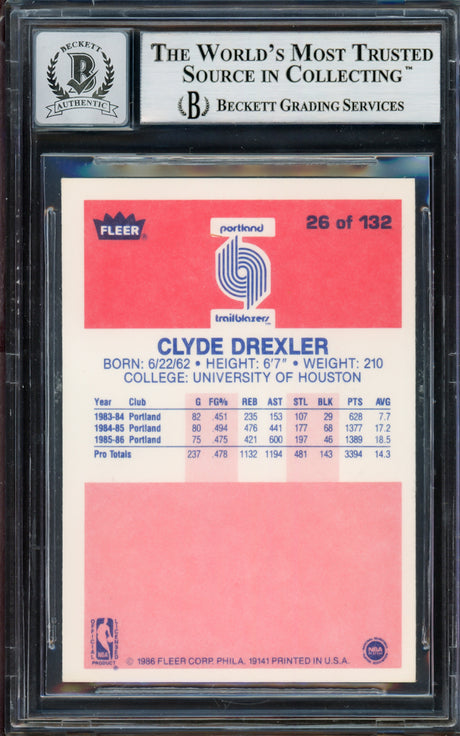 BECKETT
B
AUTHENTIC
THE WORLD'S MOST TRUSTED
SOURCE IN COLLECTING™
B BECKETT GRADING SERVICES
FLEER
26 of 132
portland
trailblazers
CLYDE DREXLER
BORN: 6/22/62 • HEIGHT: 6'7" • WEIGHT: 210
COLLEGE: UNIVERSITY OF HOUSTON
Year Club G FG% REB AST STL BLK PTS AVG
1983-84 Portland 82 .451 235 153 107 29 628 7.7
1984-85 Portland 80 .494 476 441 177 68 1377 17.2
1985-86 Portland 75 .475 421 600 197 46 1389 18.5
Pro Totals 237 .478 1132 1194 481 143 3394 14.3
OFFICIAL LICENSED
NBA
PRODUCT
© 1986 FLEER CORP. PHILA. 19141 PRINTED IN U.S.A.
NBA